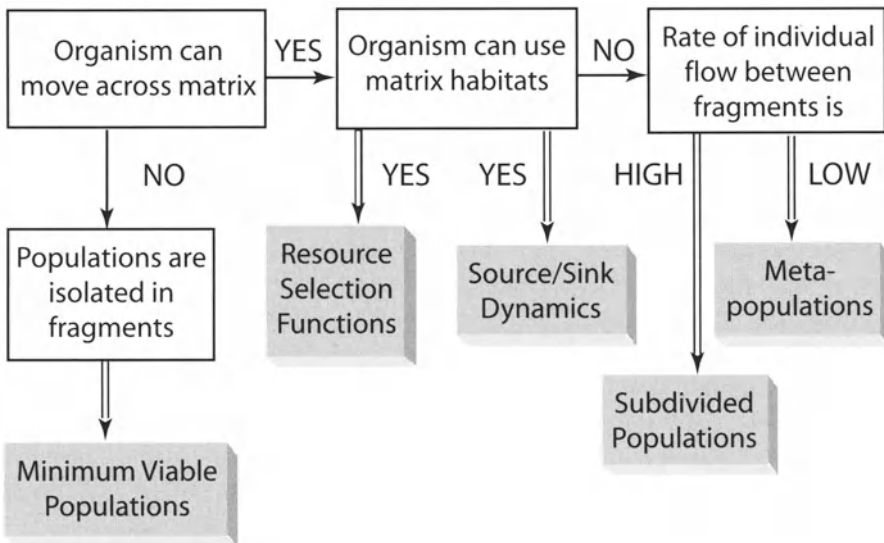 Organism can
move across matrix
YES
Organism can use
matrix habitats
NO
Rate of individual
flow between
fragments is
NO
YES
YES
HIGH
LOW
Populations are
isolated in
fragments
Resource
Selection
Functions
Source/Sink
Dynamics
Meta-
populations
Subdivided
Populations
Minimum Viable
Populations